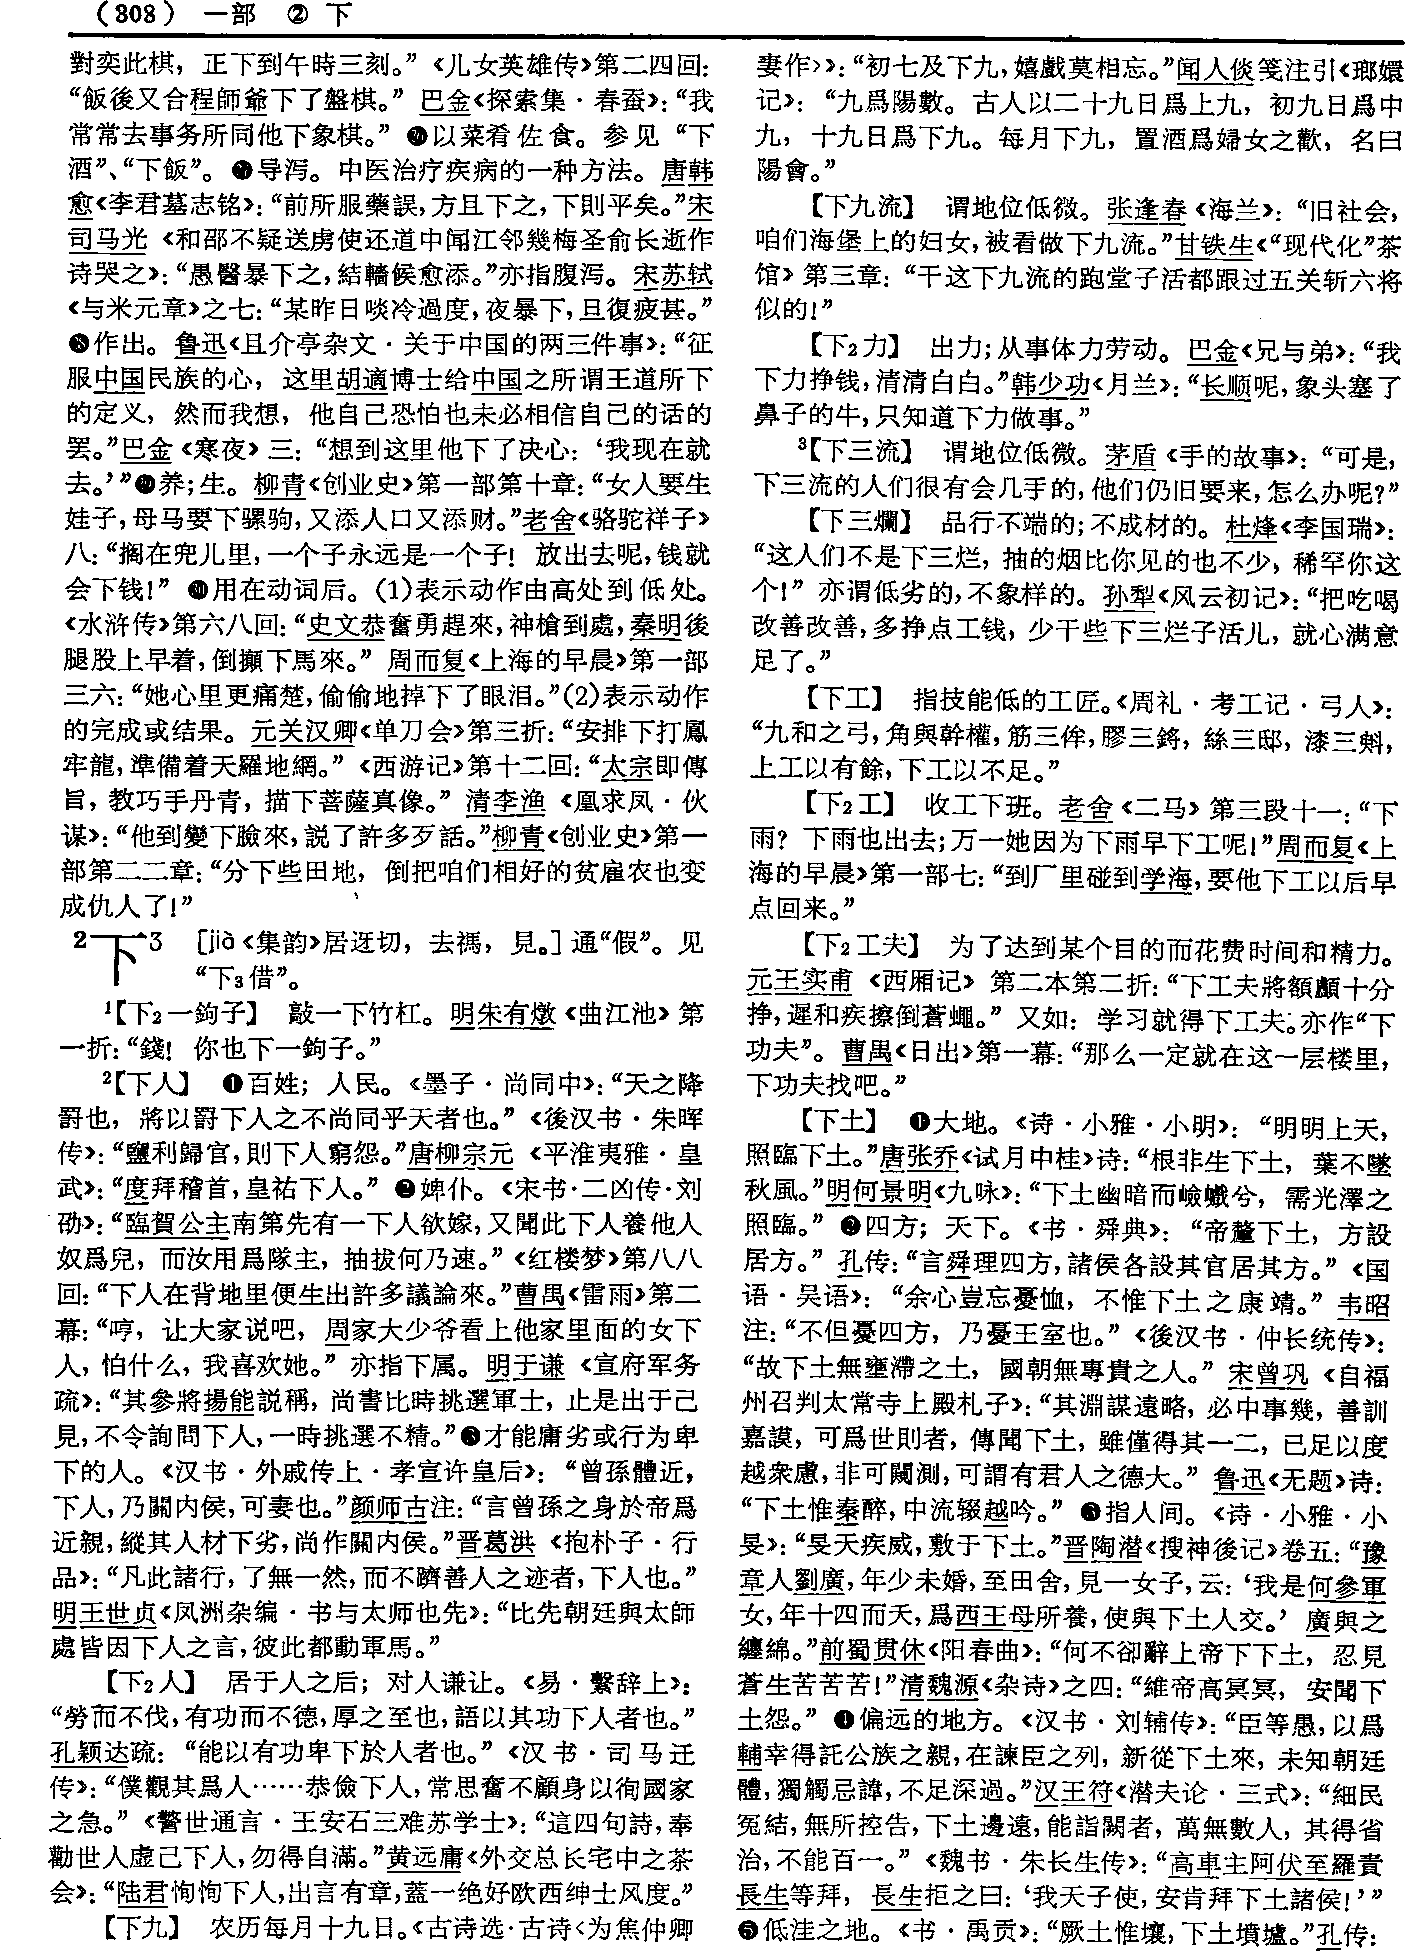 （308） 一部 ② 下
對奕此棋，正下到午時三刻。”《儿女英雄传》第二四回：
“飯後又合程師爺下了盤棋。”巴金《探索集·春蚕》：“我
常常去事务所同他下象棋。”㊱以菜肴佐食。参见“下
酒”、“下飯”。㊲导泻。中医治疗疾病的一种方法。唐韩
愈《李君墓志铭》：“前所服藥誤，方且下之，下則平矣。”宋
司马光《和邵不疑送虏使还道中闻江邻幾梅圣俞长逝作
诗哭之》：“愚醫暴下之，結轖候愈添。”亦指腹泻。宋苏轼
《与米元章》之七：“某昨日啖冷過度，夜暴下，旦復疲甚。”
㊳作出。鲁迅《且介亭杂文·关于中国的两三件事》：“征
服中国民族的心，这里胡適博士给中国之所谓王道所下
的定义，然而我想，他自己恐怕也未必相信自己的话的
罢。”巴金《寒夜》三：“想到这里他下了决心：‘我现在就
去。’”㊴养；生。柳青《创业史》第一部第十章：“女人要生
娃子，母马要下骡驹，又添人口又添财。”老舍《骆驼祥子》
八：“搁在兜儿里，一个子永远是一个子！放出去呢，钱就
会下钱！”㊵用在动词后。(1)表示动作由高处到低处。
《水浒传》第六八回：“史文恭奮勇趕來，神槍到處，秦明後
腿股上早着，倒攧下馬來。”周而复《上海的早晨》第一部
三六：“她心里更痛楚，偷偷地掉下了眼泪。”(2)表示动作
的完成或结果。元关汉卿《单刀会》第三折：“安排下打鳳
牢龍，準備着天羅地網。”《西游记》第十二回：“太宗即傳
旨，教巧手丹青，描下菩薩真像。”清李渔《凰求凤·伙
谋》：“他到變下臉來，説了許多歹話。”柳青《创业史》第一
部第二二章：“分下些田地，倒把咱们相好的贫雇农也变
成仇人了！”
2下3 [jià《集韵》居迓切，去禡，見。]通“假”。见
“下3借”。
1【下2一鉤子】 敲一下竹杠。明朱有燉《曲江池》第
一折：“錢！你也下一鉤子。”
2【下人】 ❶百姓；人民。《墨子·尚同中》：“天之降
罰也，將以罰下人之不尚同乎天者也。”《後汉书·朱晖
传》：“鹽利歸官，則下人窮怨。”唐柳宗元《平淮夷雅·皇
武》：“度拜稽首，皇祐下人。”❷婢仆。《宋书·二凶传·刘
劭》：“臨賀公主南第先有一下人欲嫁，又聞此下人養他人
奴爲兒，而汝用爲隊主，抽拔何乃速。”《红楼梦》第八八
回：“下人在背地里便生出許多議論來。”曹禺《雷雨》第二
幕：“哼，让大家说吧，周家大少爷看上他家里面的女下
人，怕什么，我喜欢她。”亦指下属。明于谦《宣府军务
疏》：“其參將揚能説稱，尚書比時挑選軍士，止是出于己
見，不令詢問下人，一時挑選不精。”❸才能庸劣或行为卑
下的人。《汉书·外戚传上·孝宣许皇后》：“曾孫體近，
下人，乃關内侯，可妻也。”颜师古注：“言曾孫之身於帝爲
近親，縱其人材下劣，尚作關内侯。”晋葛洪《抱朴子·行
品》：“凡此諸行，了無一然，而不躋善人之迹者，下人也。”
明王世贞《凤洲杂编·书与太师也先》：“比先朝廷與太師
處皆因下人之言，彼此都動軍馬。”
【下2人】 居于人之后；对人谦让。《易·繫辞上》：
“勞而不伐，有功而不德，厚之至也，語以其功下人者也。”
孔颖达疏：“能以有功卑下於人者也。”《汉书·司马迁
传》：“僕觀其爲人……恭儉下人，常思奮不顧身以徇國家
之急。”《警世通言·王安石三难苏学士》：“這四句詩，奉
勸世人虚己下人，勿得自滿。”黄远庸《外交总长宅中之茶
会》：“陆君恂恂下人，出言有章，蓋一绝好欧西绅士风度。”
【下九】 农历每月十九日。《古诗选·古诗〈为焦仲卿
妻作〉》：“初七及下九，嬉戲莫相忘。”闻人倓笺注引《瑯嬛
记》：“九爲陽數。古人以二十九日爲上九，初九日爲中
九，十九日爲下九。每月下九，置酒爲婦女之歡，名曰
陽會。”
【下九流】 谓地位低微。张逢春《海兰》：“旧社会，
咱们海堡上的妇女，被看做下九流。”甘铁生《“现代化”茶
馆》第三章：“干这下九流的跑堂子活都跟过五关斩六将
似的！”
【下2力】 出力；从事体力劳动。巴金《兄与弟》：“我
下力挣钱，清清白白。”韩少功《月兰》：“长顺呢，象头塞了
鼻子的牛，只知道下力做事。”
3【下三流】 谓地位低微。茅盾《手的故事》：“可是，
下三流的人们很有会几手的，他们仍旧要来，怎么办呢？”
【下三爛】 品行不端的；不成材的。杜烽《李国瑞》：
“这人们不是下三烂，抽的烟比你见的也不少，稀罕你这
个！”亦谓低劣的，不象样的。孙犁《风云初记》：“把吃喝
改善改善，多挣点工钱，少干些下三烂子活儿，就心满意
足了。”
【下工】 指技能低的工匠。《周礼·考工记·弓人》：
“九和之弓，角與幹權，筋三侔，膠三鋝，絲三邸，漆三斞，
上工以有餘，下工以不足。”
【下2工】 收工下班。老舍《二马》第三段十一：“下
雨？下雨也出去；万一她因为下雨早下工呢！”周而复《上
海的早晨》第一部七：“到厂里碰到学海，要他下工以后早
点回来。”
【下2工夫】 为了达到某个目的而花费时间和精力。
元王实甫《西厢记》第二本第二折：“下工夫將額顱十分
挣，遲和疾擦倒蒼蠅。”又如：学习就得下工夫。亦作“下
功夫”。曹禺《日出》第一幕：“那么一定就在这一层楼里，
下功夫找吧。”
【下土】 ❶大地。《诗·小雅·小明》：“明明上天，
照臨下土。”唐张乔《试月中桂》诗：“根非生下土，葉不墜
秋風。”明何景明《九咏》：“下土幽暗而嶮巇兮，需光澤之
照臨。”❷四方；天下。《书·舜典》：“帝釐下土，方設
居方。”孔传：“言舜理四方，諸侯各設其官居其方。”《国
语·吴语》：“余心豈忘憂恤，不惟下土之康靖。”韦昭
注：“不但憂四方，乃憂王室也。”《後汉书·仲长统传》：
“故下土無壅滯之士，國朝無專貴之人。”宋曾巩《自福
州召判太常寺上殿札子》：“其淵謀遠略，必中事幾，善訓
嘉謨，可爲世則者，傳聞下土，雖僅得其一二，已足以度
越衆慮，非可闚測，可謂有君人之德大。”鲁迅《无题》诗：
“下土惟秦醉，中流辍越吟。”❸指人间。《诗·小雅·小
旻》：“旻天疾威，敷于下土。”晋陶潜《搜神後记》卷五：“豫
章人劉廣，年少未婚，至田舍，見一女子，云：‘我是何參軍
女，年十四而夭，爲西王母所養，使與下土人交。’廣與之
纏綿。”前蜀贯休《阳春曲》：“何不卻辭上帝下下土，忍見
蒼生苦苦苦！”清魏源《杂诗》之四：“維帝高冥冥，安聞下
土怨。”❹偏远的地方。《汉书·刘辅传》：“臣等愚，以爲
輔幸得託公族之親，在諫臣之列，新從下土來，未知朝廷
體，獨觸忌諱，不足深過。”汉王符《潜夫论·三式》：“細民
冤結，無所控告，下土邊遠，能詣闕者，萬無數人，其得省
治，不能百一。”《魏书·朱长生传》：“高車主阿伏至羅責
長生等拜，長生拒之曰：‘我天子使，安肯拜下土諸侯！’”
❺低洼之地。《书·禹贡》：“厥土惟壤，下土墳壚。”孔传：